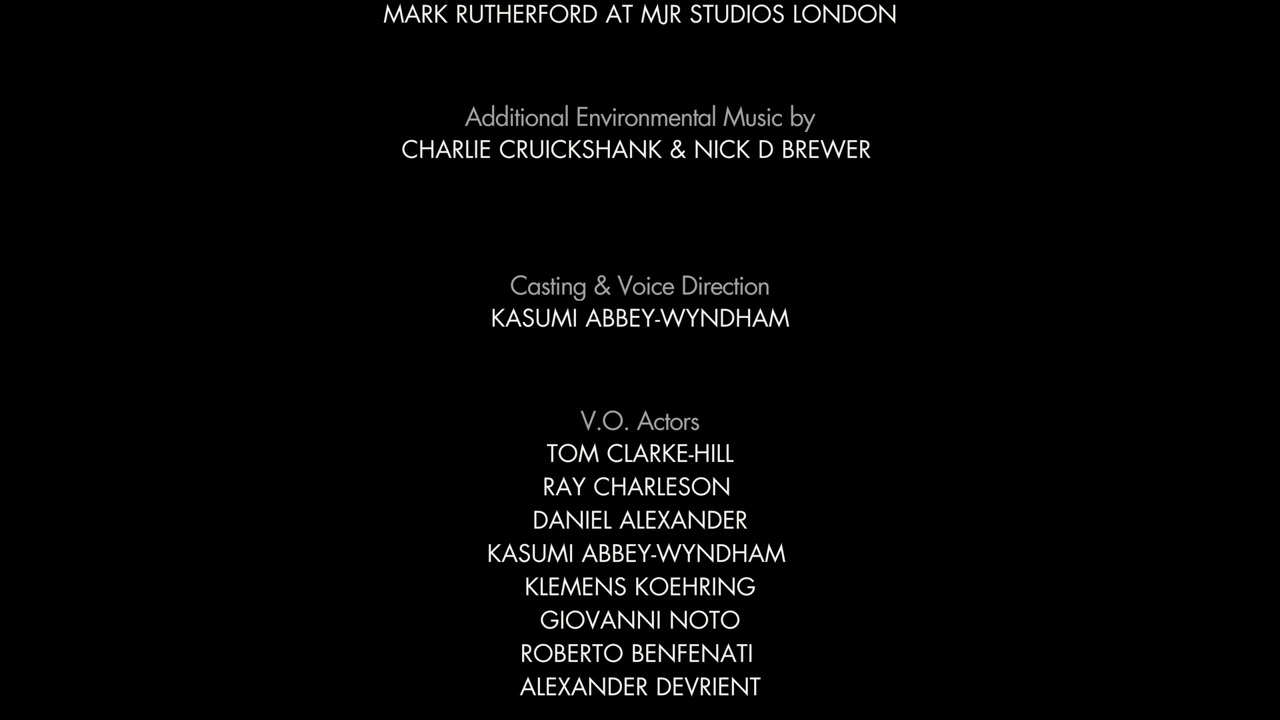 MARK RUTHERFORD AT MJR STUDIOS LONDON
Additional Environmental Music by
CHARLIE CRUICKSHANK & NICK D BREWER
Casting & Voice Direction
KASUMI ABBEY-WYNDHAM
V.O. Actors
TOM CLARKE-HILL
RAY CHARLESON
DANIEL ALEXANDER
KASUMI ABBEY-WYNDHAM
KLEMENS KOEHRING
GIOVANNI NOTO
ROBERTO BENFENATI
ALEXANDER DEVRIENT